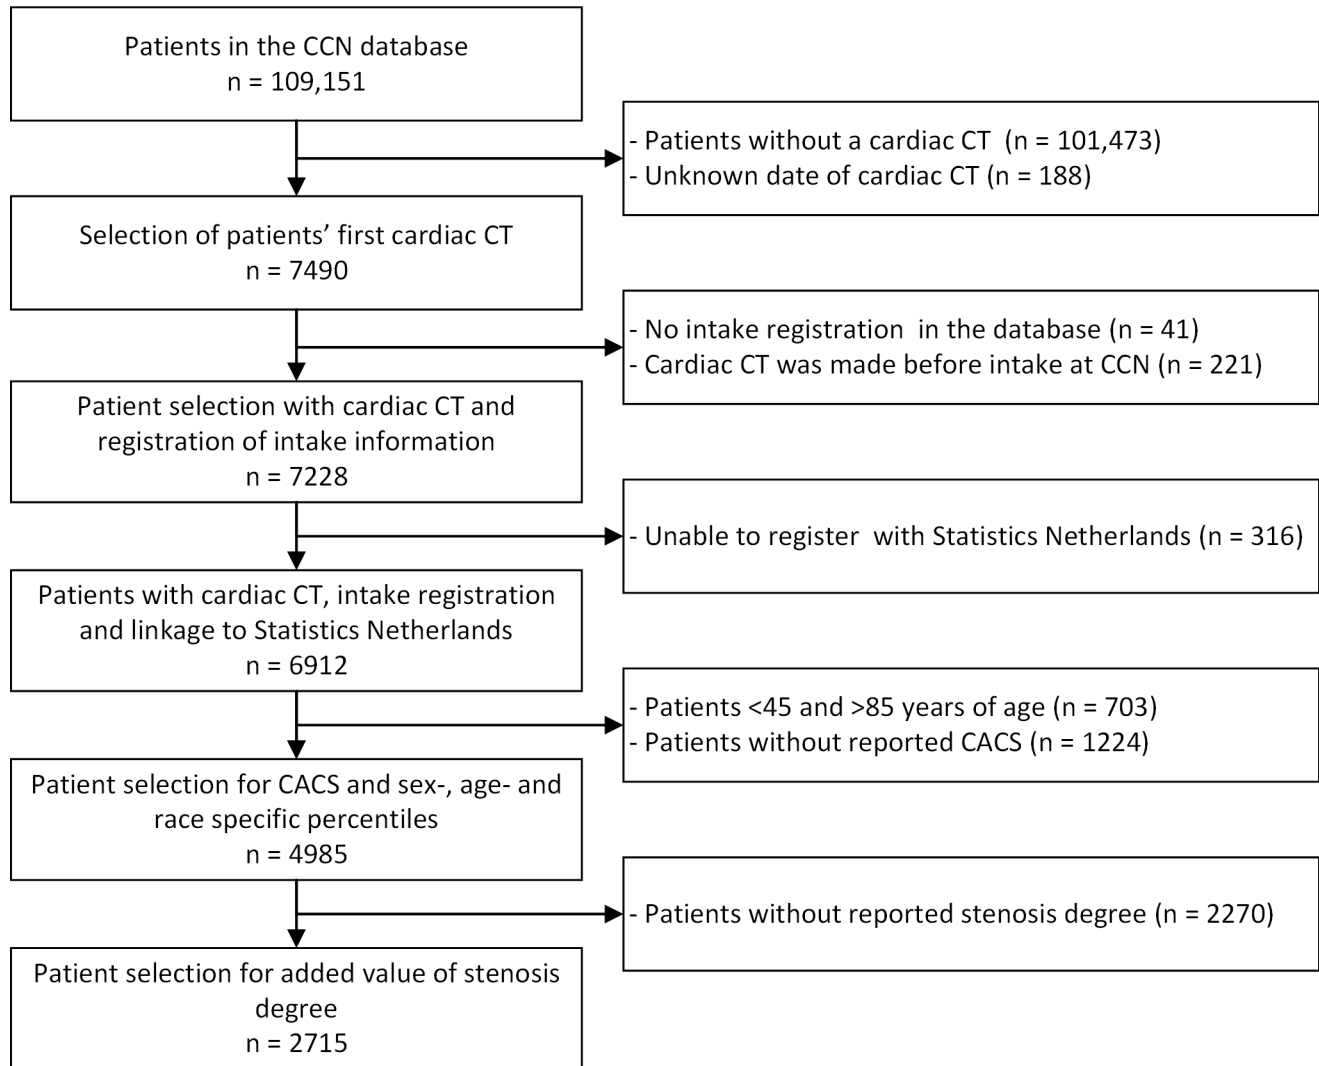 Patients in the CCN database
n = 109,151
- Patients without a cardiac CT (n = 101,473)
- Unknown date of cardiac CT (n = 188)
Selection of patients’ first cardiac CT
n = 7490
- No intake registration in the database (n = 41)
- Cardiac CT was made before intake at CCN (n = 221)
Patient selection with cardiac CT and
registration of intake information
n = 7228
- Unable to register with Statistics Netherlands (n = 316)
Patients with cardiac CT, intake registration
and linkage to Statistics Netherlands
n = 6912
- Patients <45 and >85 years of age (n = 703)
- Patients without reported CACS (n = 1224)
Patient selection for CACS and sex-, age- and
race specific percentiles
n = 4985
- Patients without reported stenosis degree (n = 2270)
Patient selection for added value of stenosis
degree
n = 2715